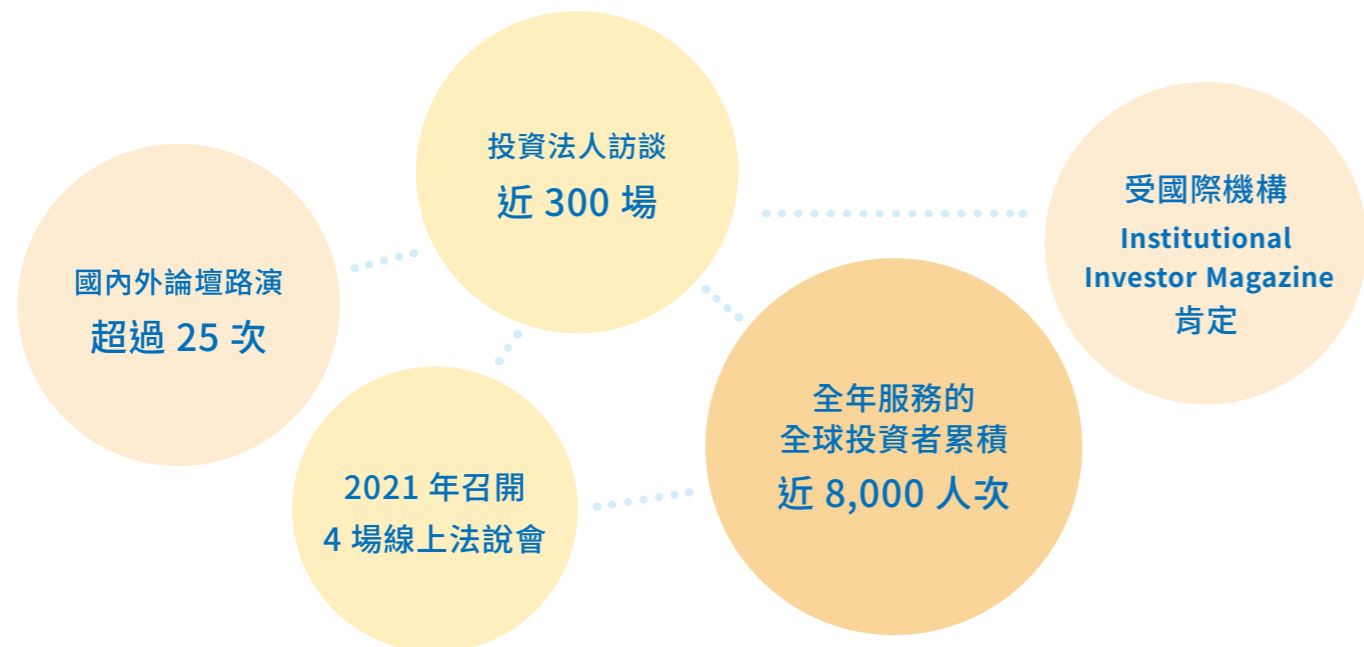 國內外論壇路演
超過 25 次
投資法人訪談
近 300 場
2021 年召開
4 場線上法說會
全年服務的
全球投資者累積
近 8,000 人次
受國際機構
Institutional
Investor Magazine
肯定